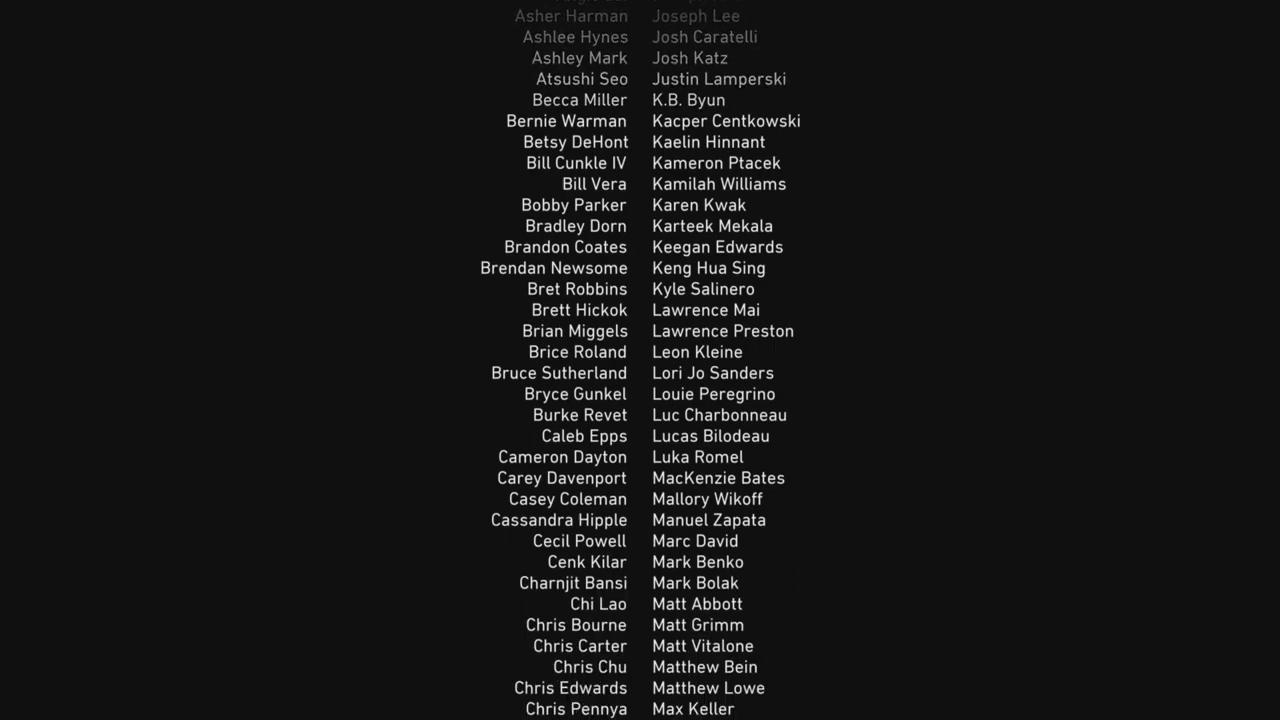 Asher Harman Joseph Lee
Ashlee Hynes Josh Caratelli
Ashley Mark Josh Katz
Atsushi Seo Justin Lamperski
Becca Miller K.B. Byun
Bernie Warman Kacper Centkowski
Betsy DeHont Kaelin Hinnant
Bill Cunkle IV Kameron Ptacek
Bill Vera Kamilah Williams
Bobby Parker Karen Kwak
Bradley Dorn Karteek Mekala
Brandon Coates Keegan Edwards
Brendan Newsome Keng Hua Sing
Bret Robbins Kyle Salinero
Brett Hickok Lawrence Mai
Brian Miggels Lawrence Preston
Brice Roland Leon Kleine
Bruce Sutherland Lori Jo Sanders
Bryce Gunkel Louie Peregrino
Burke Revet Luc Charbonneau
Caleb Epps Lucas Bilodeau
Cameron Dayton Luka Romel
Carey Davenport MacKenzie Bates
Casey Coleman Mallory Wikoff
Cassandra Hipple Manuel Zapata
Cecil Powell Marc David
Cenk Kilar Mark Benko
Charnjit Bansi Mark Bolak
Chi Lao Matt Abbott
Chris Bourne Matt Grimm
Chris Carter Matt Vitalone
Chris Chu Matthew Bein
Chris Edwards Matthew Lowe
Chris Pennya Max Keller